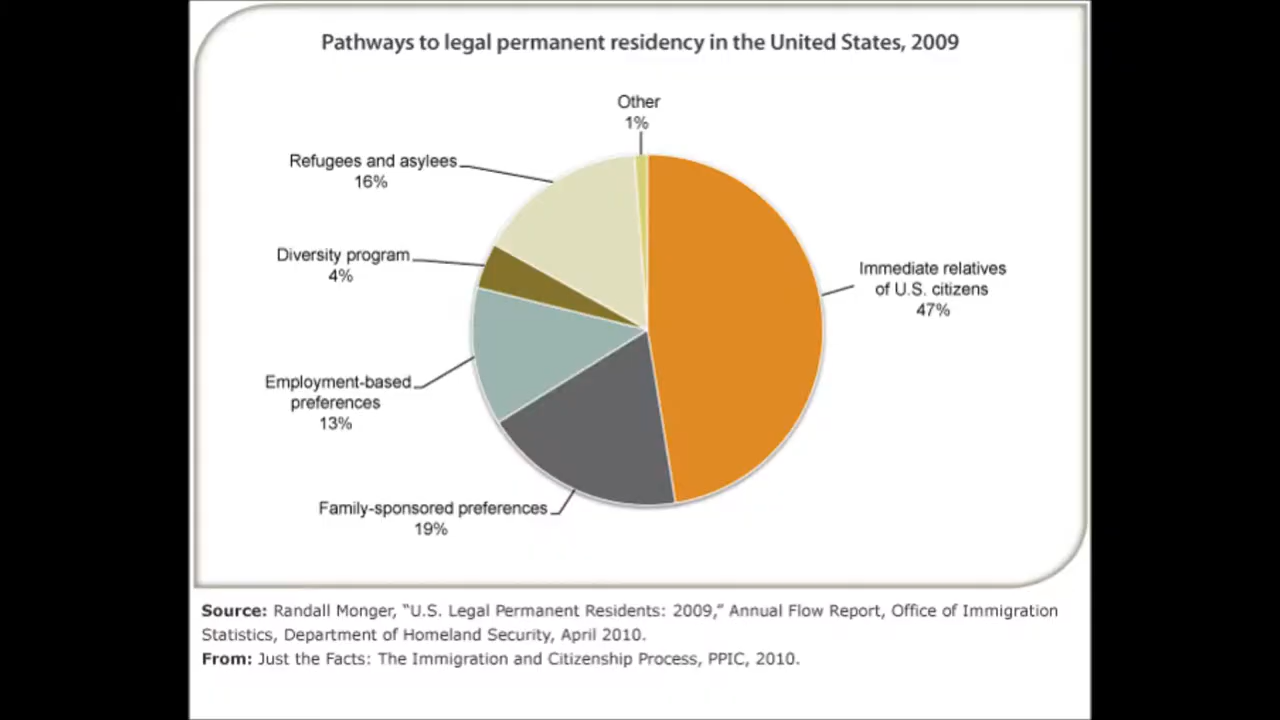 Pathways to legal permanent residency in the United States, 2009
Other
1%
Refugees and asylees
16%
Diversity program
4%
Immediate relatives
of U.S. citizens
47%
Employment-based
preferences
13%
Family-sponsored preferences
19%
Source: Randall Monger, “U.S. Legal Permanent Residents: 2009,” Annual Flow Report, Office of Immigration
Statistics, Department of Homeland Security, April 2010.
From: Just the Facts: The Immigration and Citizenship Process, PPIC, 2010.